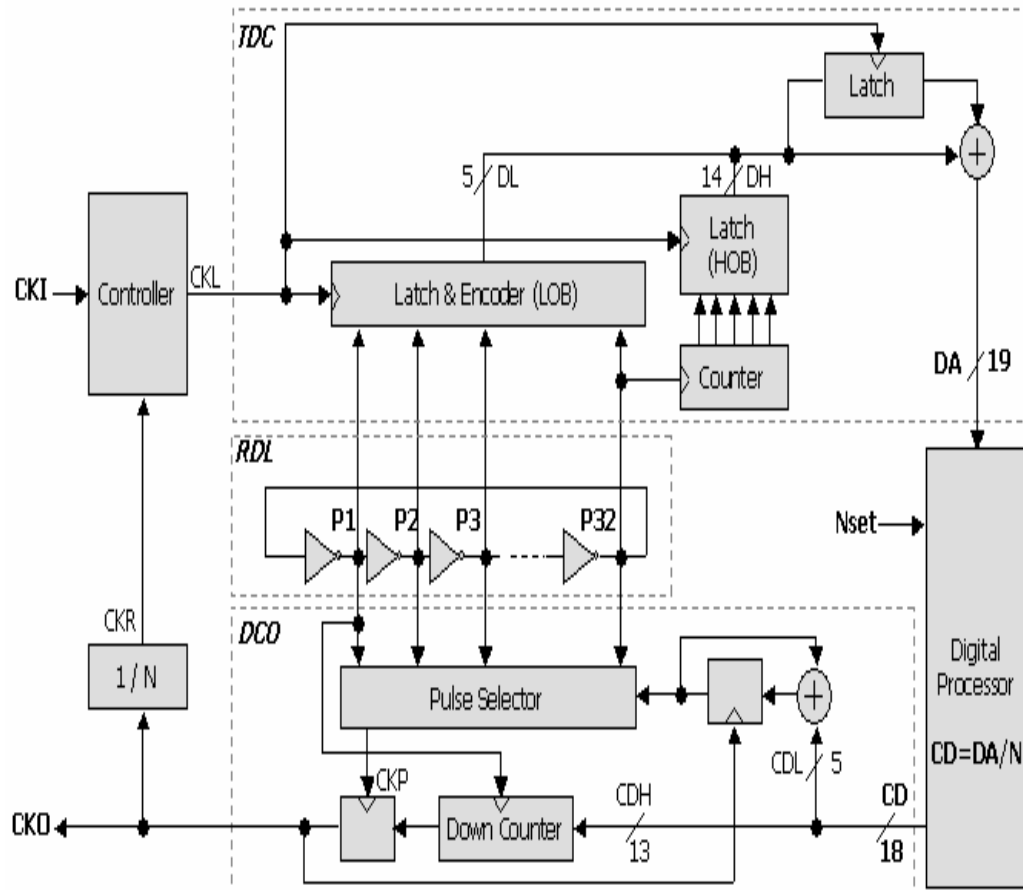 TDC
Latch
+
5 DL
14 DH
Latch
(HOB)
CKI
Controller
CKL
Latch & Encoder (LOB)
Counter
DA 19
RDL
P1 P2 P3 P32
Nset
CKR
DCO
1 / N
Pulse Selector
+
Digital
Processor
CD=DA/N
CKP
CDL 5
CDH
13
CD
18
Down Counter
CKO